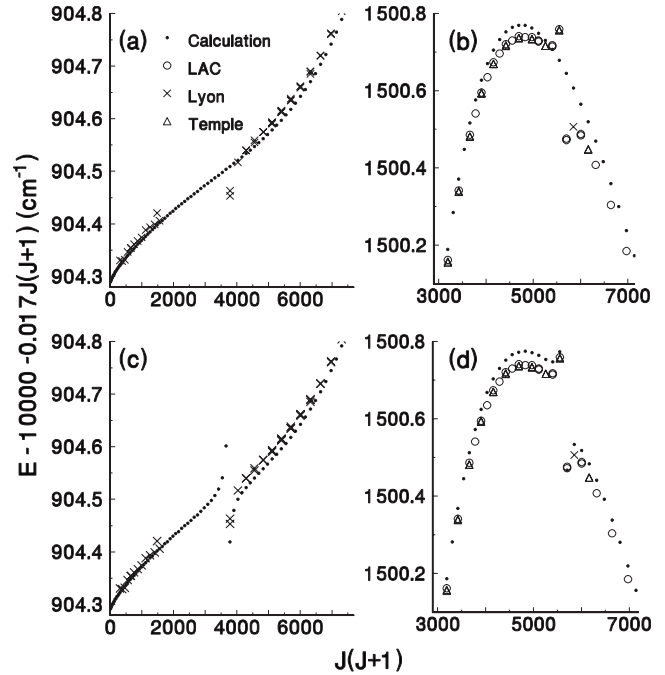 E - 10000 - 0.017J(J+1) (cm⁻¹)
(a)
• Calculation
○ LAC
× Lyon
△ Temple
904.8
904.7
904.6
904.5
904.4
904.3
0 2000 4000 6000
(b)
1500.8
1500.6
1500.4
1500.2
3000 5000 7000
(c)
904.8
904.7
904.6
904.5
904.4
904.3
0 2000 4000 6000
(d)
1500.8
1500.6
1500.4
1500.2
3000 5000 7000
J(J+1)